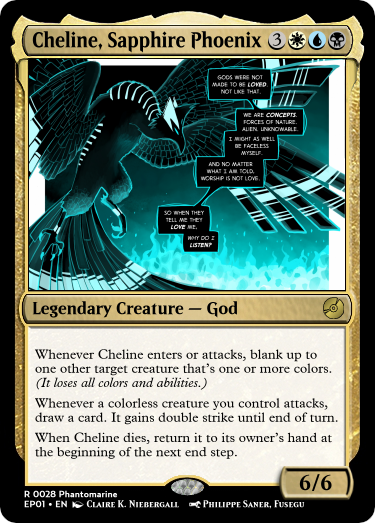 Cheline, Sapphire Phoenix 3
GODS WERE NOT
MADE TO BE LOVED.
NOT LIKE THAT.
WE ARE CONCEPTS.
FORCES OF NATURE.
ALIEN. UNKNOWABLE.
I MIGHT AS WELL
BE FACELESS
MYSELF.
AND NO MATTER
WHAT I AM TOLD,
WORSHIP IS NOT LOVE.
SO WHEN THEY
TELL ME THEY
LOVE ME,
WHY DO I
LISTEN?
Legendary Creature — God
Whenever Cheline enters or attacks, blank up to
one other target creature that's one or more colors.
(It loses all colors and abilities.)
Whenever a colorless creature you control attacks,
draw a card. It gains double strike until end of turn.
When Cheline dies, return it to its owner's hand at
the beginning of the next end step.
6/6
R 0028 Phantomarine
EP01 • EN Claire K. Niebergall Philippe Saner, Fusegu